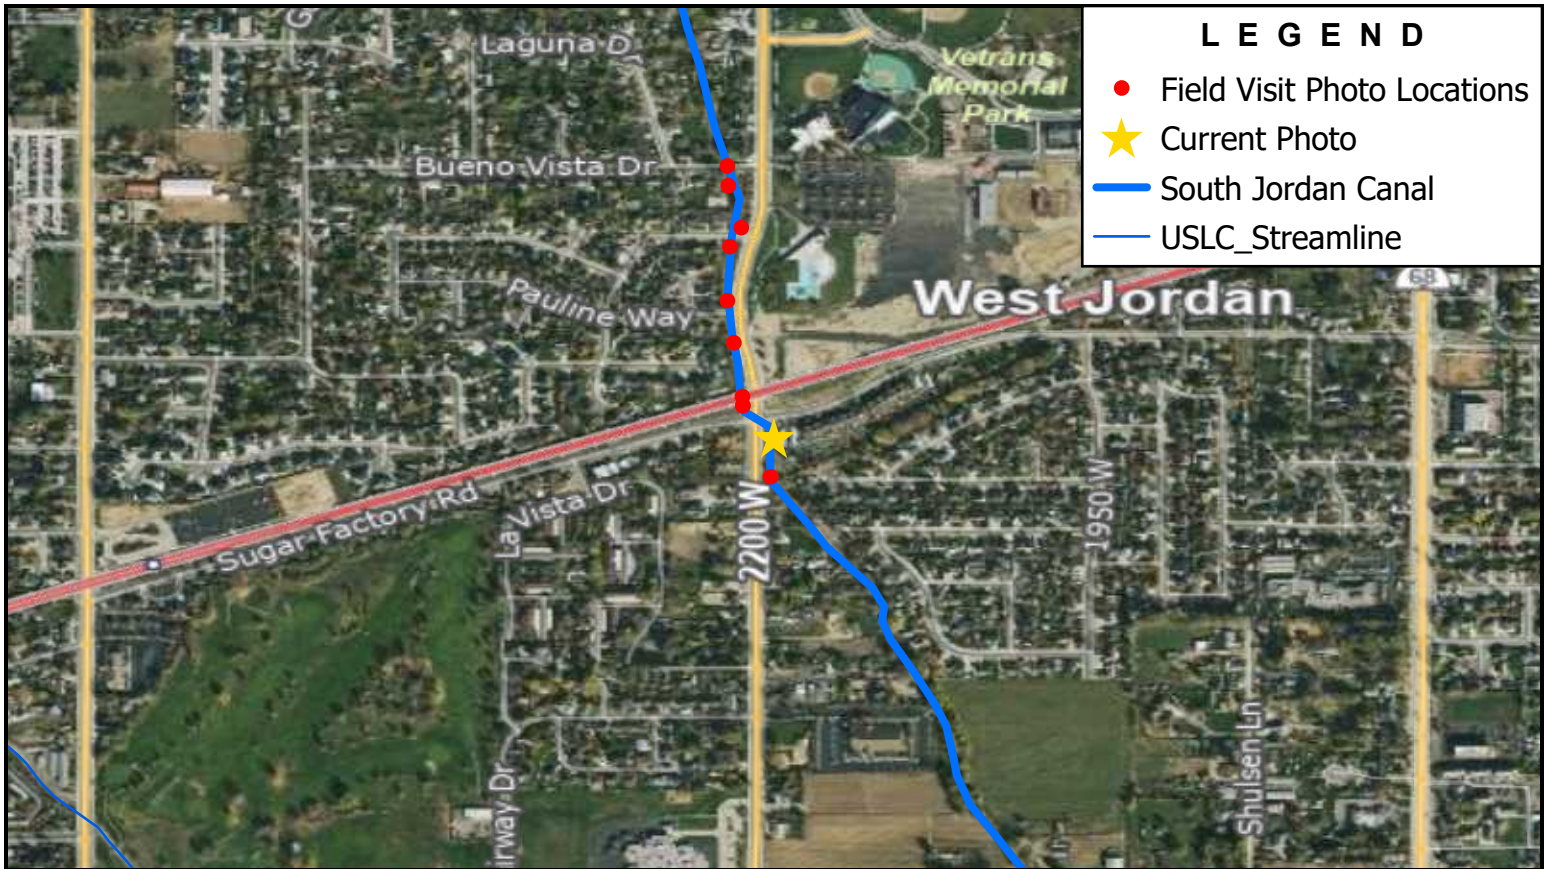 L E G E N D
Field Visit Photo Locations
Current Photo
South Jordan Canal
USLC_Streamline
G
Laguna D
Vetrans
Memorial
Park
Bueno Vista Dr
Pauline Way
West Jordan
68
Sugar Factory Rd
La Vista Dr
2200 W
1950 W
irway Dr
Shulsen Ln